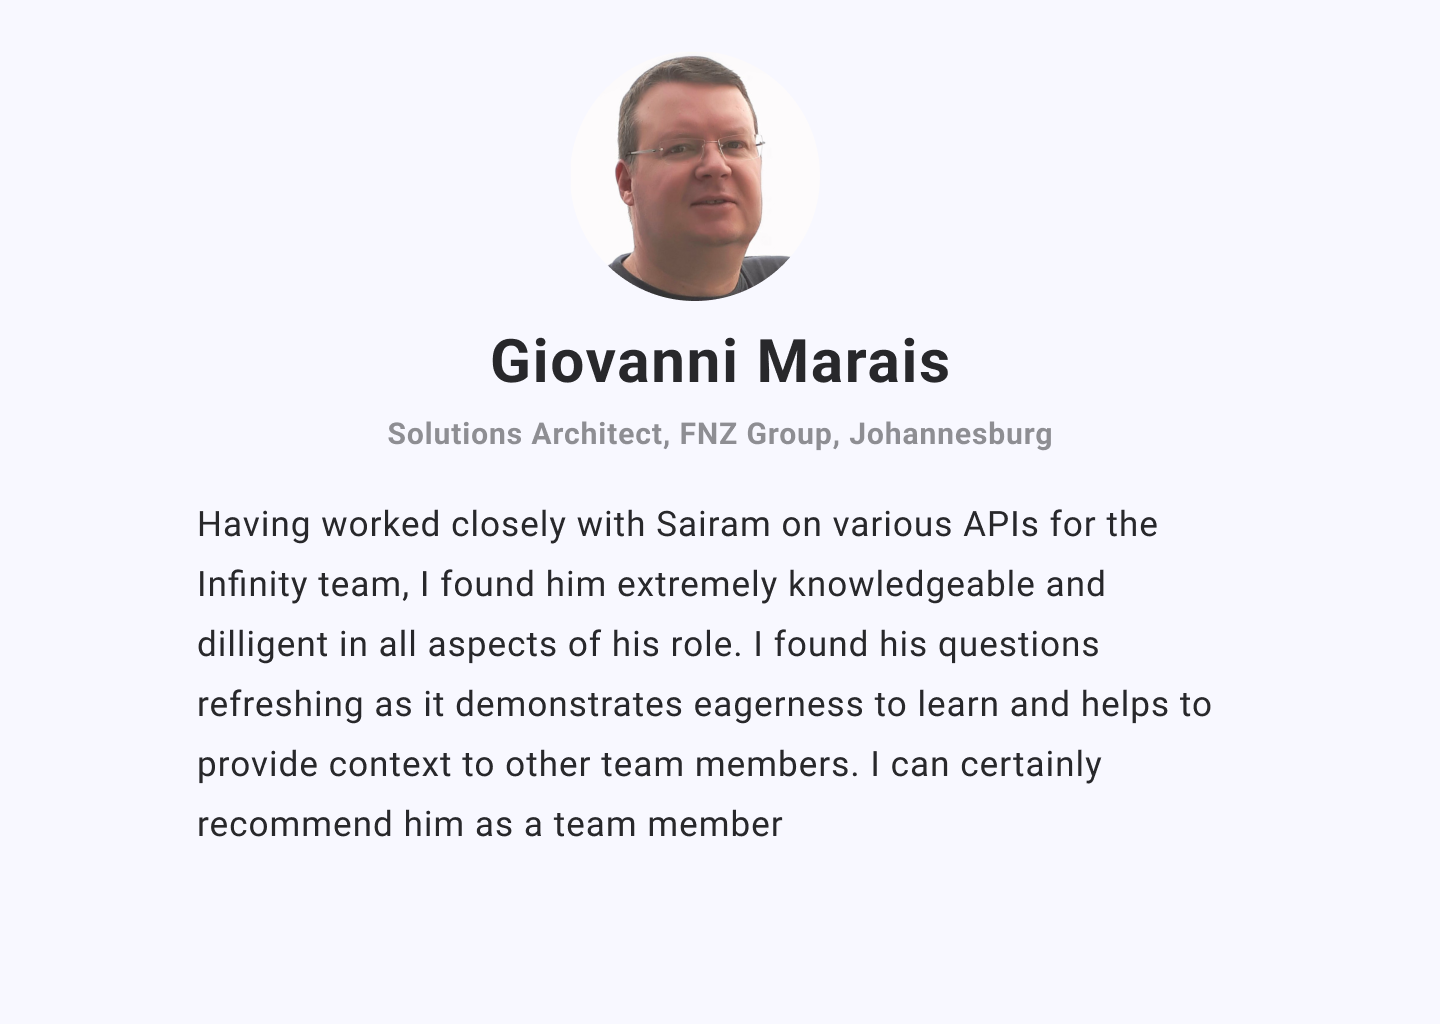 Giovanni Marais
Solutions Architect, FNZ Group, Johannesburg
Having worked closely with Sairam on various APIs for the
Infinity team, I found him extremely knowledgeable and
dilligent in all aspects of his role. I found his questions
refreshing as it demonstrates eagerness to learn and helps to
provide context to other team members. I can certainly
recommend him as a team member